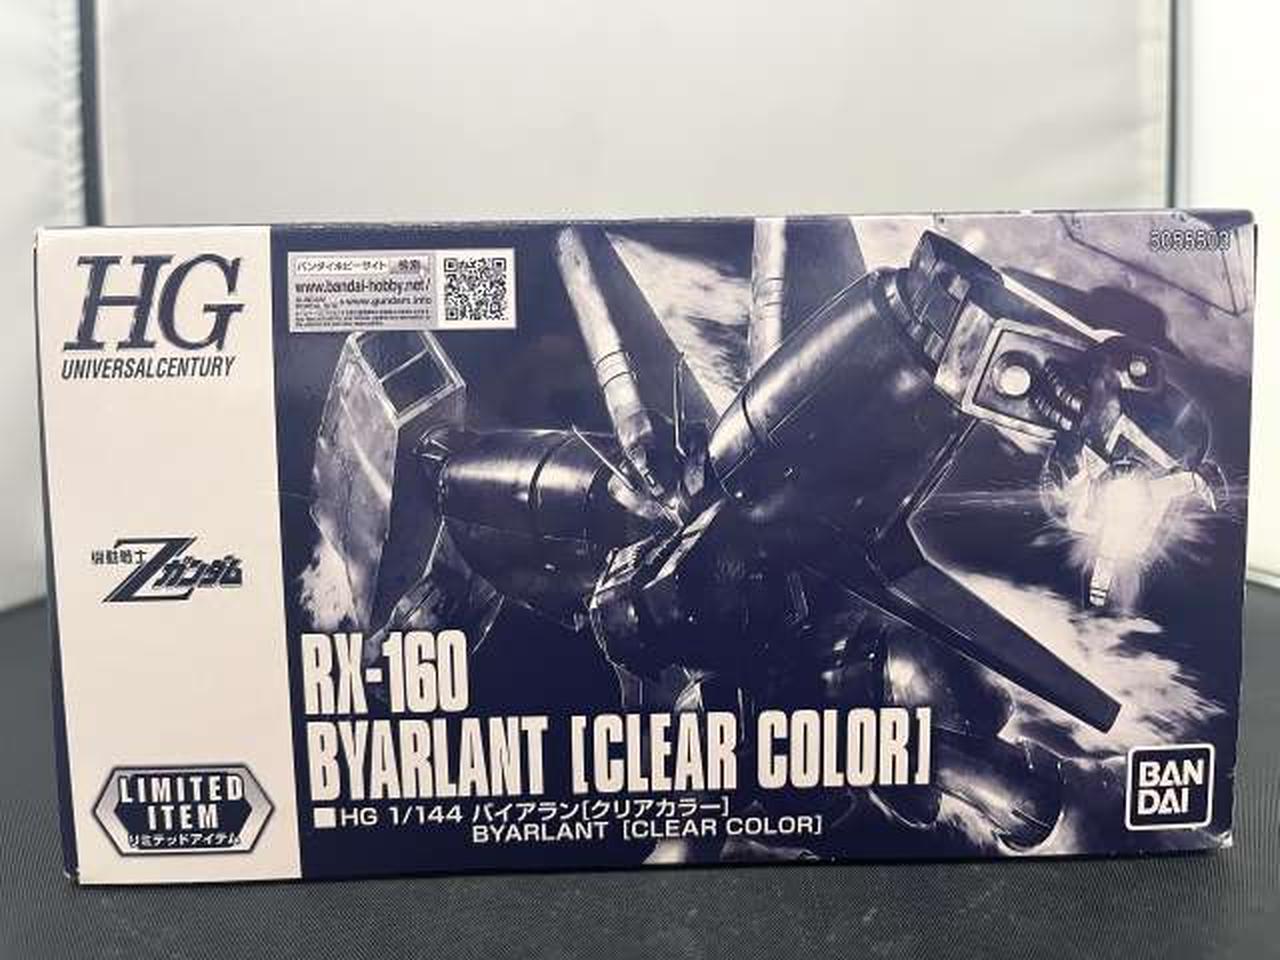 HG
UNIVERSALCENTURY
バンダイホビーサイト 検索
www.bandai-hobby.net/
www.gundam.info
機動戦士
Zガンダム
RX-160
BYARLANT [CLEAR COLOR]
■HG 1/144 バイアラン[クリアカラー]
BYARLANT [CLEAR COLOR]
LIMITED
ITEM
リミテッドアイテム
BAN
DAI